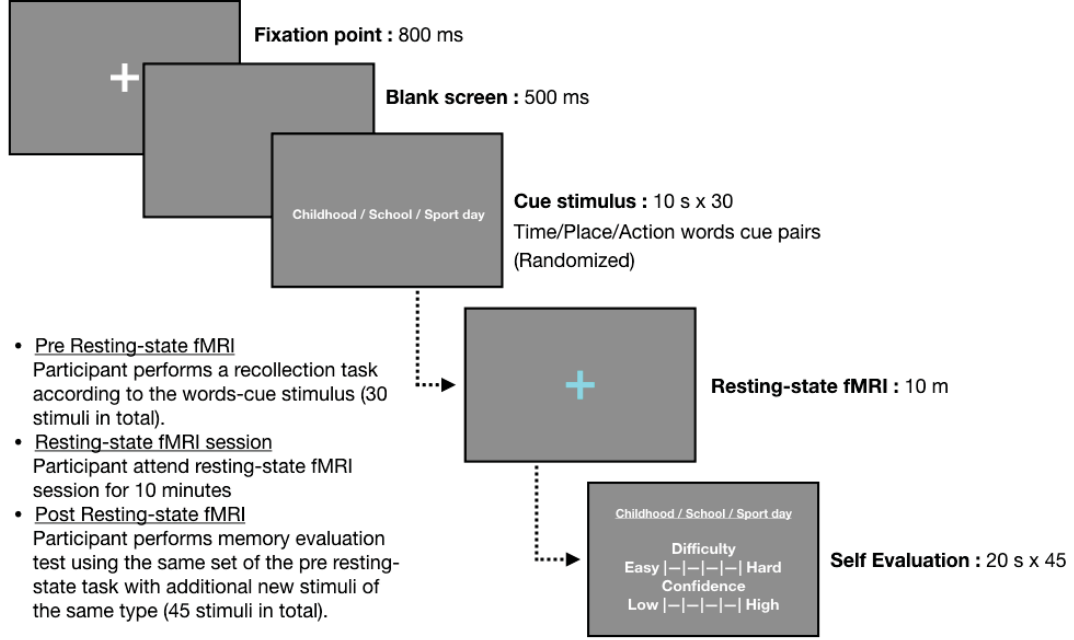 Fixation point : 800 ms
Blank screen : 500 ms
Childhood / School / Sport day
Cue stimulus : 10 s x 30
Time/Place/Action words cue pairs
(Randomized)
• Pre Resting-state fMRI
Participant performs a recollection task
according to the words-cue stimulus (30
stimuli in total).
• Resting-state fMRI session
Participant attend resting-state fMRI
session for 10 minutes
• Post Resting-state fMRI
Participant performs memory evaluation
test using the same set of the pre resting-
state task with additional new stimuli of
the same type (45 stimuli in total).
Resting-state fMRI : 10 m
Childhood / School / Sport day
Difficulty
Easy |—|—|—|—| Hard
Confidence
Low |—|—|—|—| High
Self Evaluation : 20 s x 45